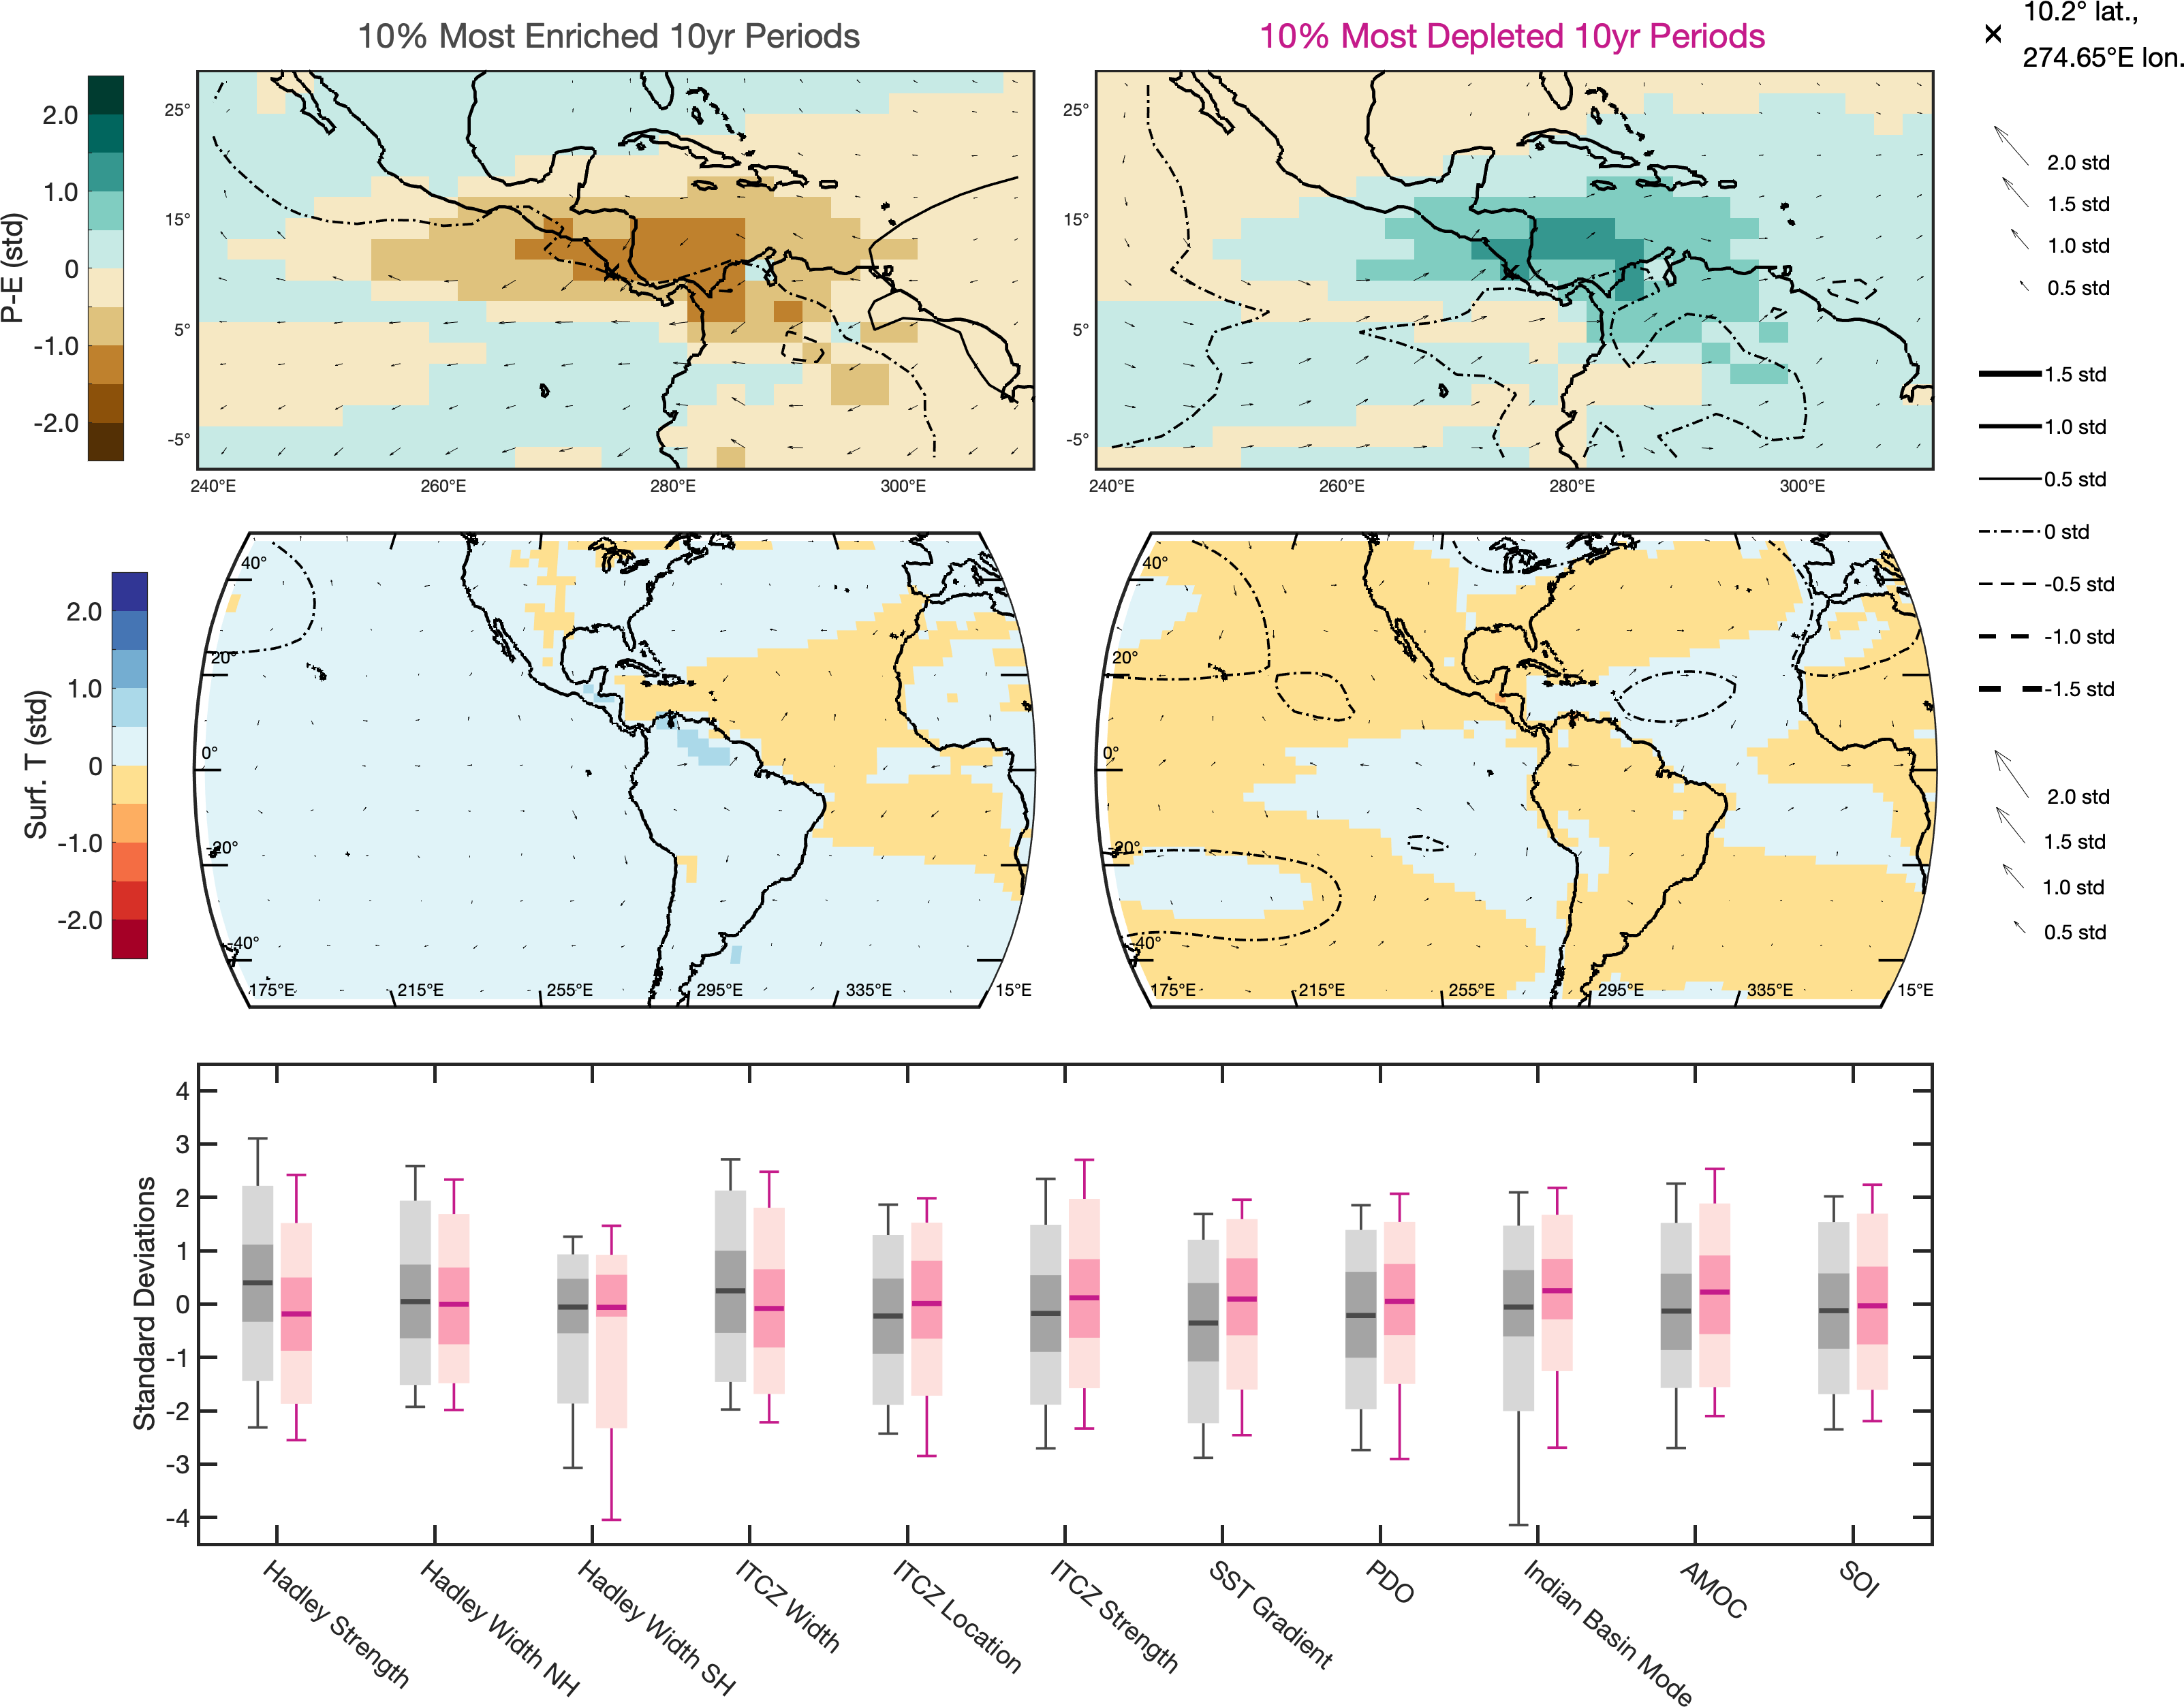 10% Most Enriched 10yr Periods
10% Most Depleted 10yr Periods
10.2° lat.,
274.65°E lon.
P-E (std)
2.0
1.0
0
-1.0
-2.0
25°
15°
5°
-5°
240°E
260°E
280°E
300°E
25°
15°
5°
-5°
240°E
260°E
280°E
300°E
2.0 std
1.5 std
1.0 std
0.5 std
1.5 std
1.0 std
0.5 std
0 std
-0.5 std
-1.0 std
-1.5 std
Surf. T (std)
2.0
1.0
0
-1.0
-2.0
40°
20°
0°
-20°
-40°
175°E
215°E
255°E
295°E
335°E
15°E
40°
20°
0°
-20°
-40°
175°E
215°E
255°E
295°E
335°E
15°E
2.0 std
1.5 std
1.0 std
0.5 std
Standard Deviations
4
3
2
1
0
-1
-2
-3
-4
Hadley Strength
Hadley Width NH
Hadley Width SH
ITCZ Width
ITCZ Location
ITCZ Strength
SST Gradient
PDO
Indian Basin Mode
AMOC
SOI